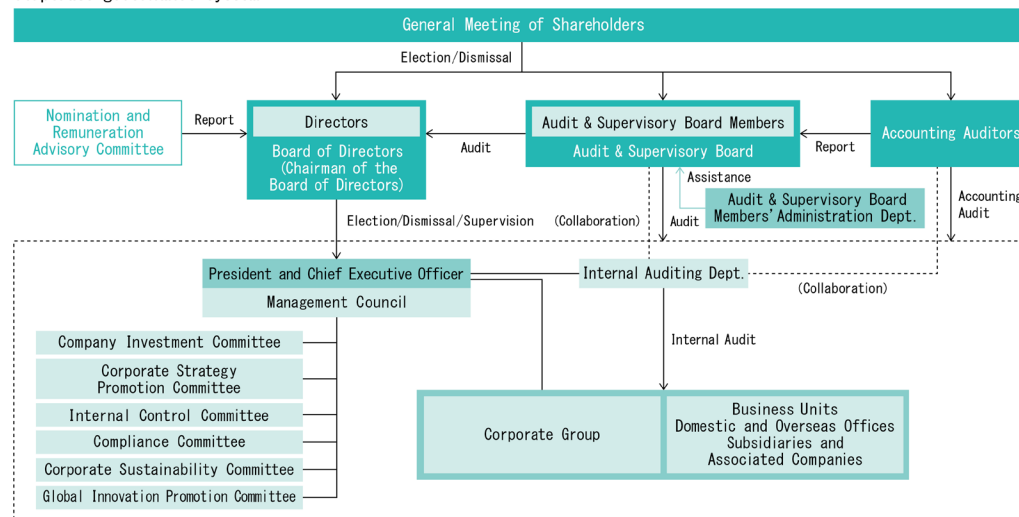 General Meeting of Shareholders
Election/Dismissal
Nomination and
Remuneration
Advisory Committee
Report
Directors
Board of Directors
(Chairman of the
Board of Directors)
Audit
Audit & Supervisory Board Members
Audit & Supervisory Board
Report
Accounting Auditors
Assistance
Audit & Supervisory Board
Members' Administration Dept.
Accounting
Audit
Election/Dismissal/Supervision
(Collaboration)
Audit
President and Chief Executive Officer
Management Council
Internal Auditing Dept.
(Collaboration)
Company Investment Committee
Corporate Strategy
Promotion Committee
Internal Control Committee
Compliance Committee
Corporate Sustainability Committee
Global Innovation Promotion Committee
Internal Audit
Corporate Group
Business Units
Domestic and Overseas Offices
Subsidiaries and
Associated Companies